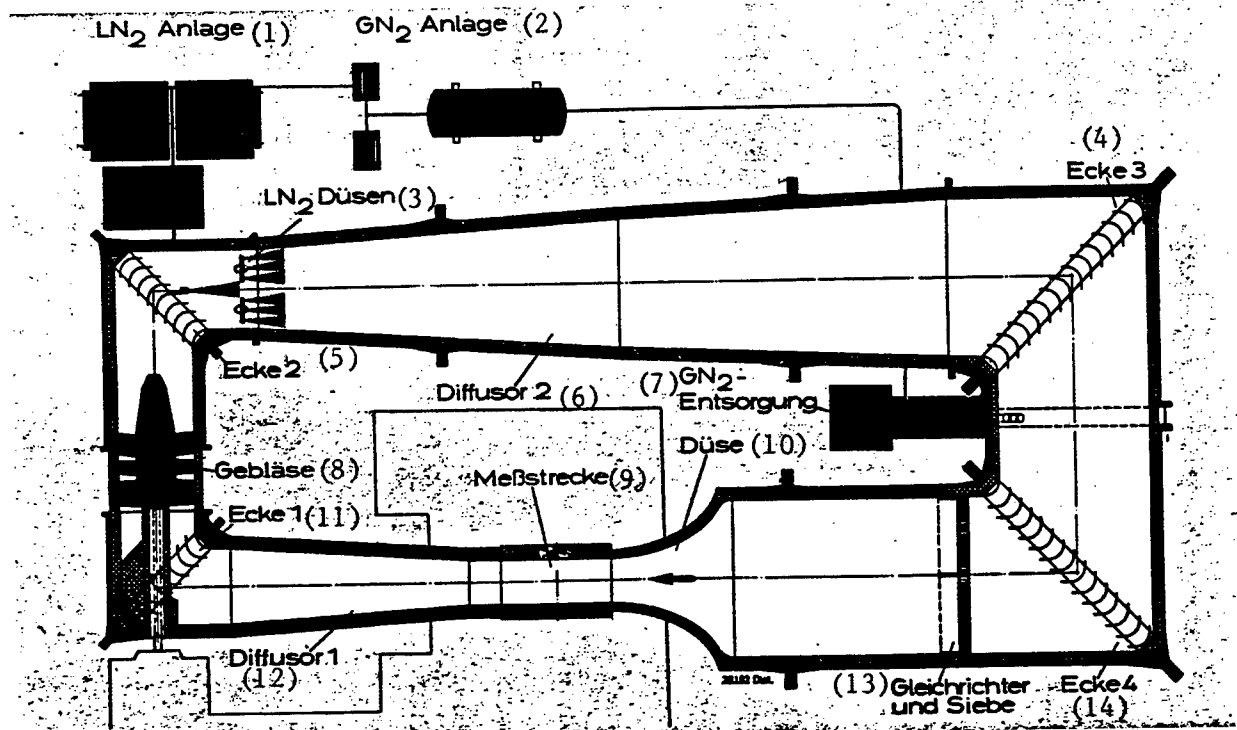 LN₂ Anlage (1)
GN₂ Anlage (2)
(4)
Ecke 3
LN₂ Düsen (3)
Ecke 2 (5)
Diffusor 2 (6)
(7) GN₂-
Entsorgung
Düse (10)
Gebläse (8)
Meßstrecke (9)
Ecke 1 (11)
Diffusor 1
(12)
(13) Gleichrichter
und Siebe
Ecke 4
(14)